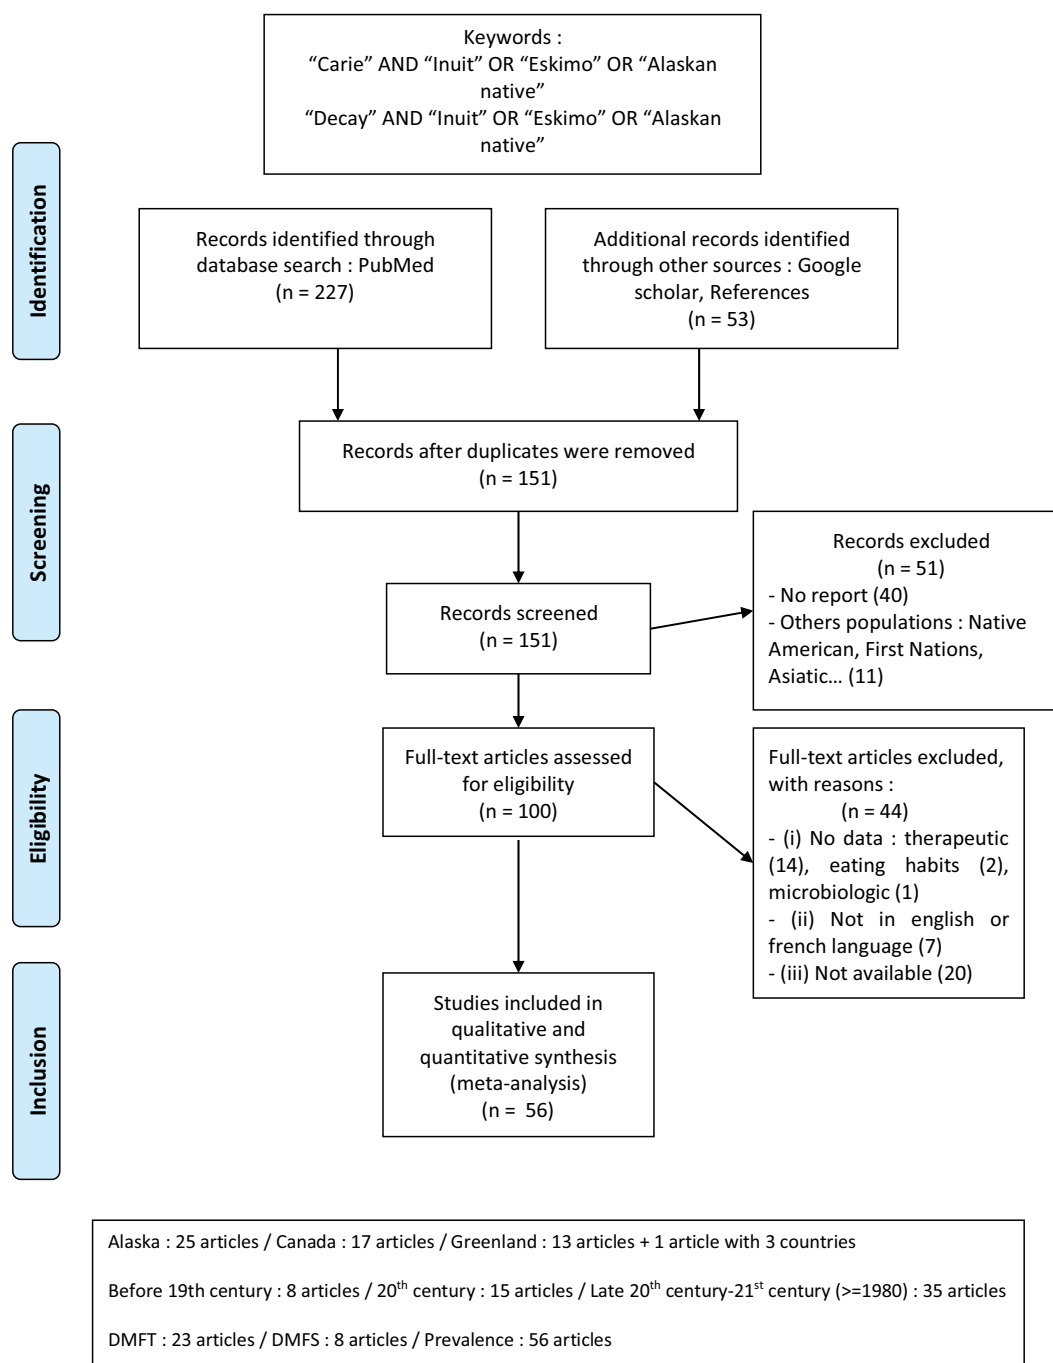 Keywords :
“Carie” AND “Inuit” OR “Eskimo” OR “Alaskan
native”
“Decay” AND “Inuit” OR “Eskimo” OR “Alaskan
native”
Identification
Records identified through
database search : PubMed
(n = 227)
Additional records identified
through other sources : Google
scholar, References
(n = 53)
Screening
Records after duplicates were removed
(n = 151)
Records screened
(n = 151)
Records excluded
(n = 51)
- No report (40)
- Others populations : Native
American, First Nations,
Asiatic... (11)
Eligibility
Full-text articles assessed
for eligibility
(n = 100)
Full-text articles excluded,
with reasons :
(n = 44)
- (i) No data : therapeutic
(14), eating habits (2),
microbiologic (1)
- (ii) Not in english or
french language (7)
- (iii) Not available (20)
Inclusion
Studies included in
qualitative and
quantitative synthesis
(meta-analysis)
(n = 56)
Alaska : 25 articles / Canada : 17 articles / Greenland : 13 articles + 1 article with 3 countries
Before 19th century : 8 articles / 20th century : 15 articles / Late 20th century-21st century (>=1980) : 35 articles
DMFT : 23 articles / DMFS : 8 articles / Prevalence : 56 articles